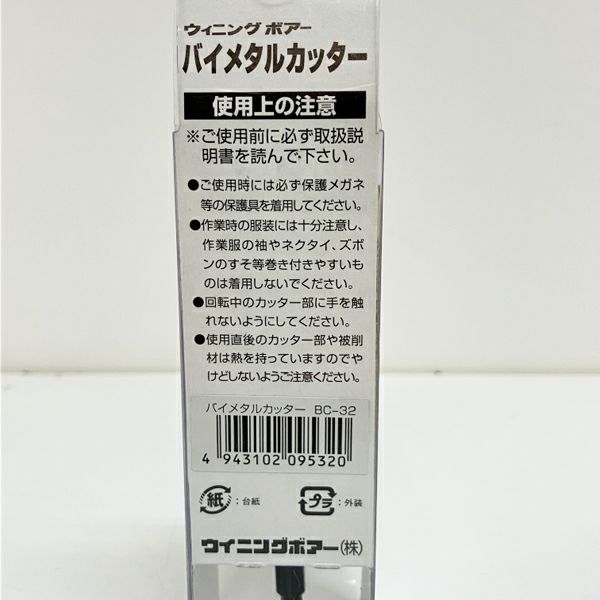 ウィニング ボアー
バイメタルカッター
使用上の注意
※ご使用前に必ず取扱説
明書を読んで下さい。
●ご使用時には必ず保護メガネ
等の保護具を着用してください。
●作業時の服装には十分注意し、
作業服の袖やネクタイ、ズボ
ンのすそ等巻き付きやすいも
のは着用しないでください。
●回転中のカッター部に手を触
れないようにしてください。
●使用直後のカッター部や被削
材は熱を持っていますのでや
けどしないようご注意ください。
バイメタルカッター BC-32
4 943102 095320
紙 :台紙
プラ :外装
ウイニングボアー(株)